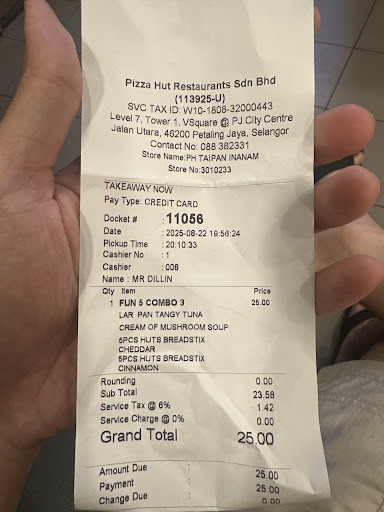 Pizza Hut Restaurants Sdn Bhd
(113925-U)
SVC TAX ID: W10-1808-32000443
Level 7, Tower 1, VSquare @ PJ City Centre
Jalan Utara, 46200 Petaling Jaya, Selangor
Contact No: 088 382331
Store Name:PH TAIPAN INANAM
Store No:3010233
TAKEAWAY NOW
Pay Type: CREDIT CARD
Docket # : 11056
Date : 2025-08-22 19:56:24
Pickup Time : 20:10:33
Cashier No : 1
Cashier : 008
Name : MR DILLIN
Qty Item Price
1 FUN 5 COMBO 3 25.00
LAR PAN TANGY TUNA
CREAM OF MUSHROOM SOUP
5PCS HUTS BREADSTIX
CHEDDAR
5PCS HUTS BREADSTIX
CINNAMON
Rounding 0.00
Sub Total 23.58
Service Tax @ 6% 1.42
Service Charge @ 0% 0.00
Grand Total 25.00
Amount Due : 25.00
Payment : 25.00
Change Due : 0.00